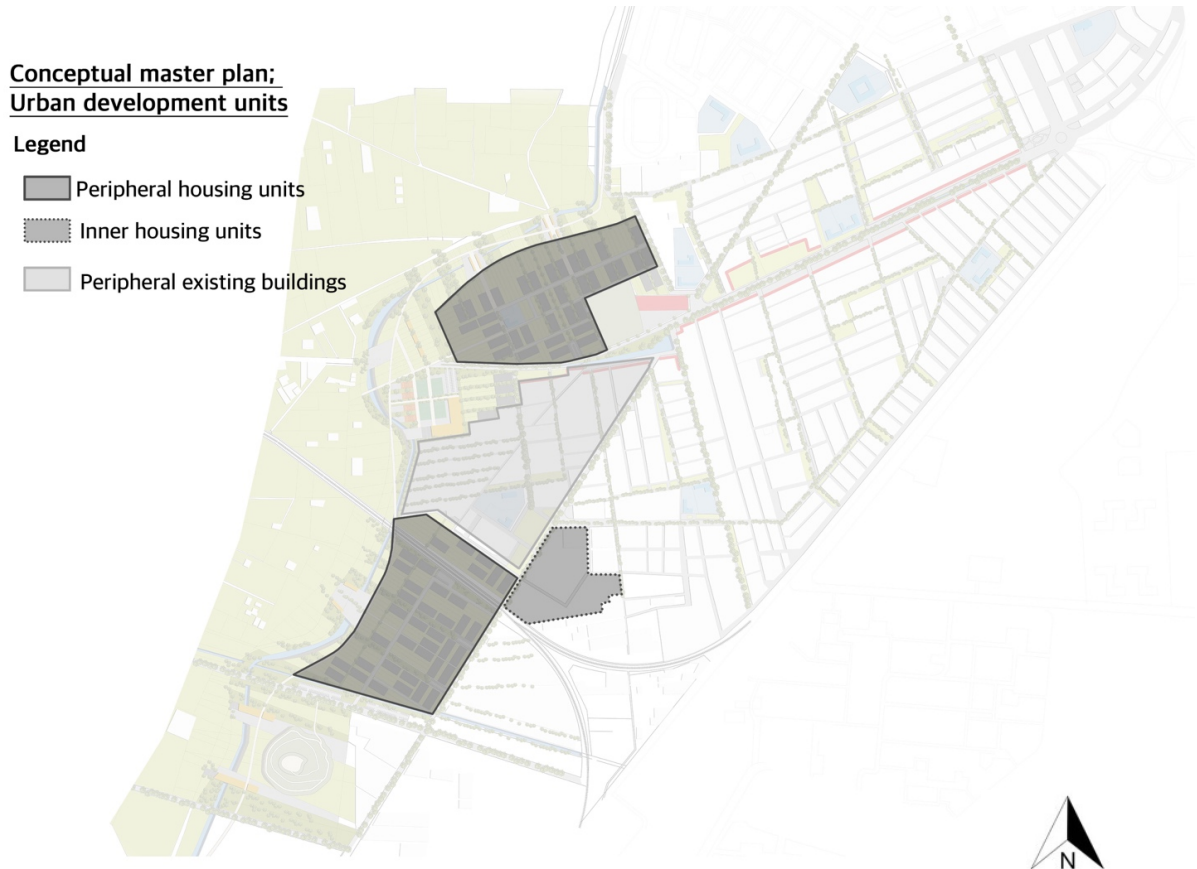 Conceptual master plan;
Urban development units
Legend
Peripheral housing units
Inner housing units
Peripheral existing buildings
N